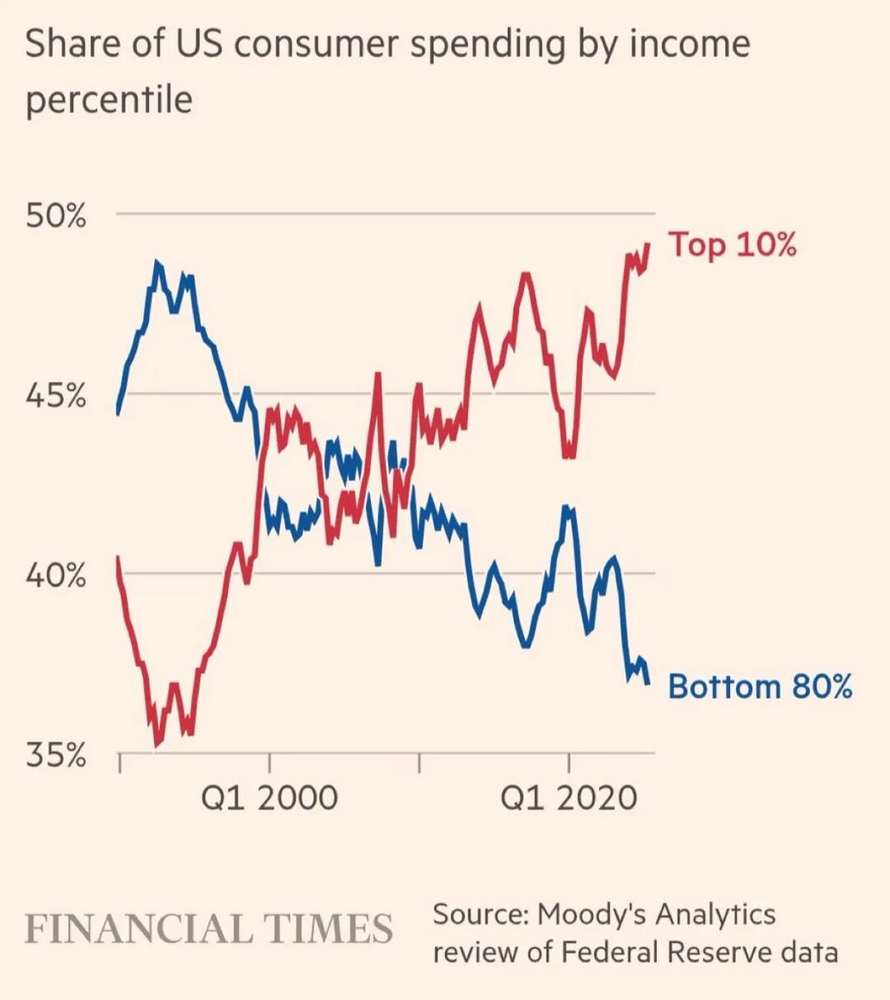 Share of US consumer spending by income
percentile
50%
Top 10%
45%
40%
Bottom 80%
35%
Q1 2000
Q1 2020
FINANCIAL TIMES
Source: Moody's Analytics
review of Federal Reserve data